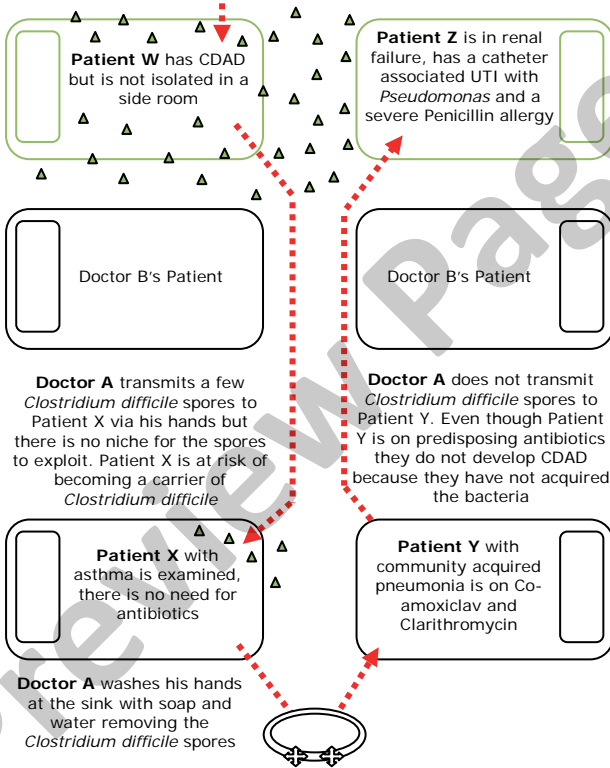 Patient W has CDAD
but is not isolated in a
side room
Patient Z is in renal
failure, has a catheter
associated UTI with
Pseudomonas and a
severe Penicillin allergy
Doctor B's Patient
Doctor B's Patient
Doctor A transmits a few
Clostridium difficile spores to
Patient X via his hands but
there is no niche for the spores
to exploit. Patient X is at risk of
becoming a carrier of
Clostridium difficile
Doctor A does not transmit
Clostridium difficile spores to
Patient Y. Even though Patient
Y is on predisposing antibiotics
they do not develop CDAD
because they have not acquired
the bacteria
Patient X with
asthma is examined,
there is no need for
antibiotics
Patient Y with
community acquired
pneumonia is on Co-
amoxiclav and
Clarithromycin
Doctor A washes his hands
at the sink with soap and
water removing the
Clostridium difficile spores
Preview Page